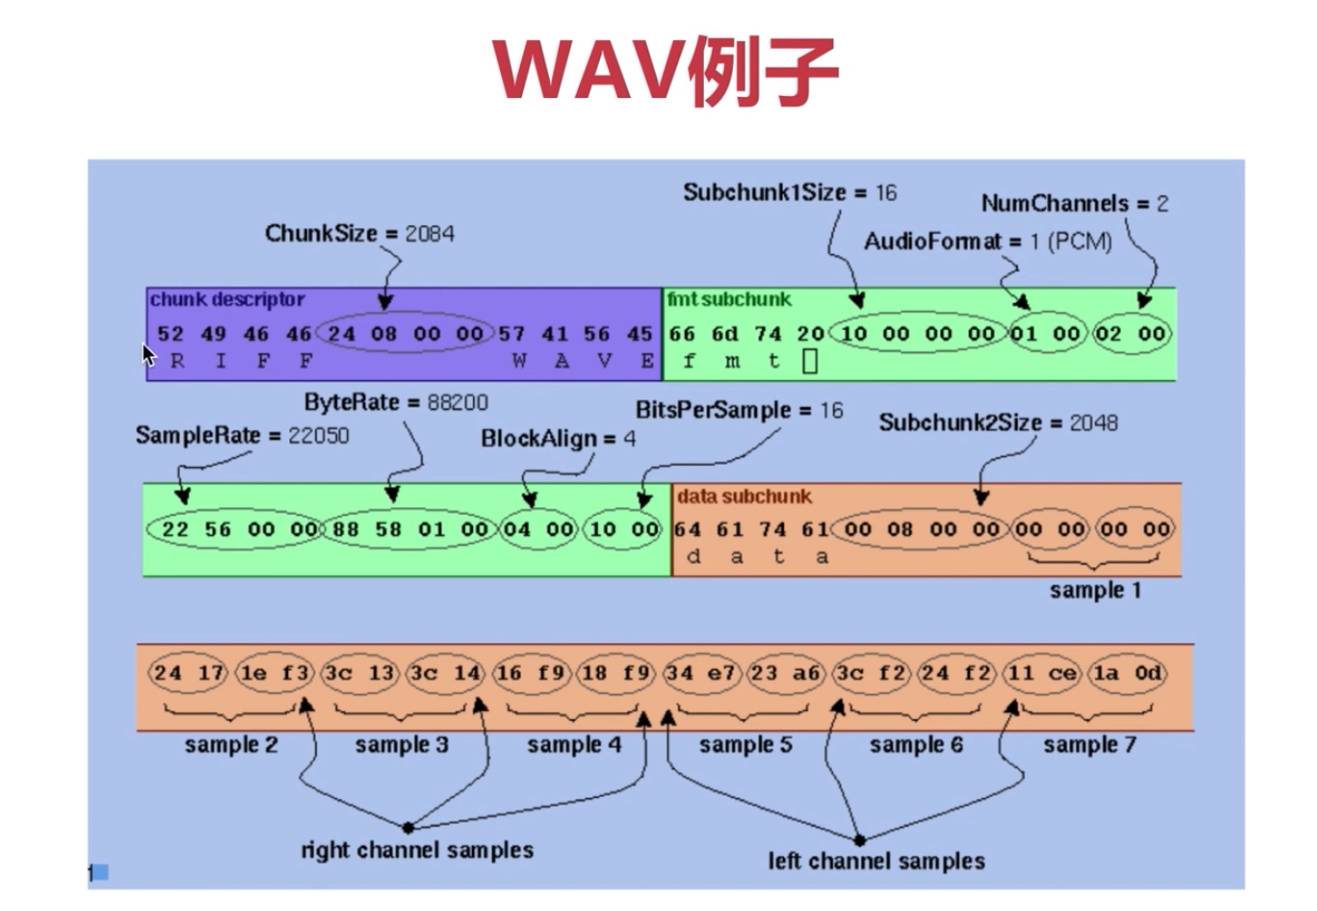 WAV例子
Subchunk1Size = 16
NumChannels = 2
ChunkSize = 2084
AudioFormat = 1 (PCM)
chunk descriptor
fmt subchunk
52 49 46 46 24 08 00 00 57 41 56 45 66 6d 74 20 10 00 00 00 01 00 02 00
R I F F W A V E f m t
ByteRate = 88200
BitsPerSample = 16
SampleRate = 22050
BlockAlign = 4
Subchunk2Size = 2048
data subchunk
22 56 00 00 88 58 01 00 04 00 10 00 64 61 74 61 00 08 00 00 00 00 00 00
d a t a
sample 1
24 17 1e f3 3c 13 3c 14 16 f9 18 f9 34 e7 23 a6 3c f2 24 f2 11 ce 1a 0d
sample 2 sample 3 sample 4 sample 5 sample 6 sample 7
right channel samples
left channel samples